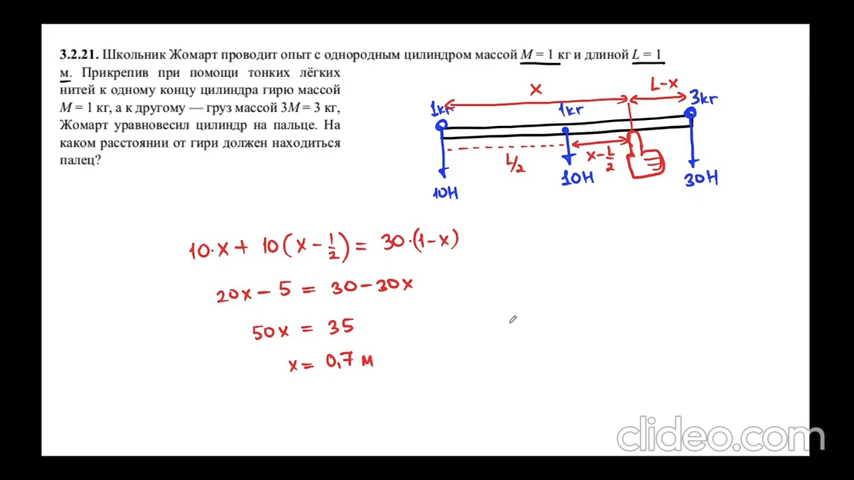 3.2.21. Школьник Жомарт проводит опыт с однородным цилиндром массой M = 1 кг и длиной L = 1
м. Прикрепив при помощи тонких лёгких
нитей к одному концу цилиндра гирю массой
M = 1 кг, а к другому — груз массой 3M = 3 кг,
Жомарт уравновесил цилиндр на пальце. На
каком расстоянии от гири должен находиться
палец?
x L-x
1кг 1кг 3кг
L/2 x-L/2
10Н 10Н 30Н
10·x + 10(x - 1/2) = 30·(1-x)
20x - 5 = 30 - 30x
50x = 35
x = 0,7 м
clideo.com